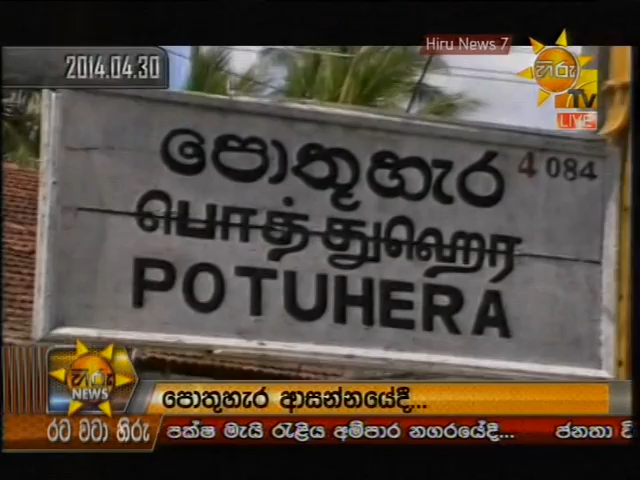 Hiru News 7
2014.04.30
හිරු
TV
LIVE
පොතුහැර 4 084
பொத்துஹெர
POTUHERA
හිරු
NEWS
පොතුහැර ආසන්නයේදී...
රට වටා හිරු පක්ෂ මැයි රැළිය අම්පාර නගරයේදී... ජනතා වි